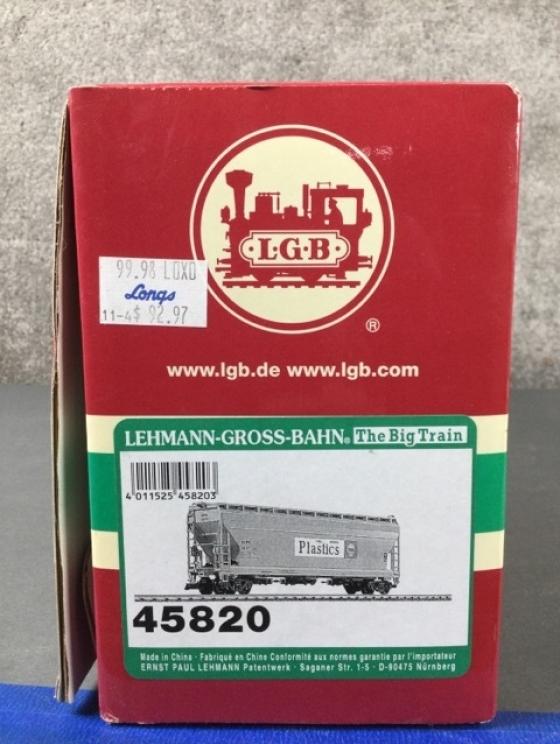 L·G·B
®
99.98 LOXO
Longs
11-4$ 92.97
www.lgb.de www.lgb.com
LEHMANN-GROSS-BAHN® The Big Train
4 011525 458203
Plastics
45820
Made in China · Fabriqué en Chine Conformité aux normes garantie par l'importateur
ERNST PAUL LEHMANN Patentwerk · Saganer Str. 1-5 · D-90475 Nürnberg